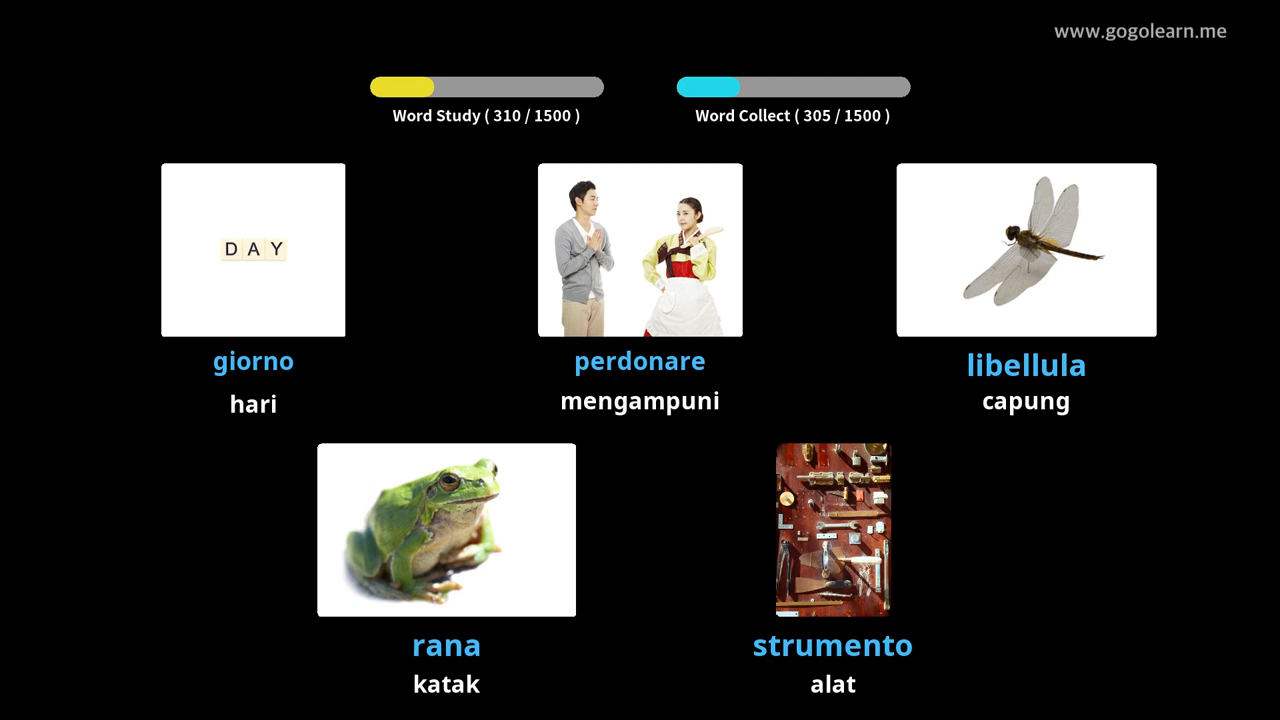 www.gogolearn.me
Word Study ( 310 / 1500 )
Word Collect ( 305 / 1500 )
D A Y
giorno
hari
perdonare
mengampuni
libellula
capung
rana
katak
strumento
alat